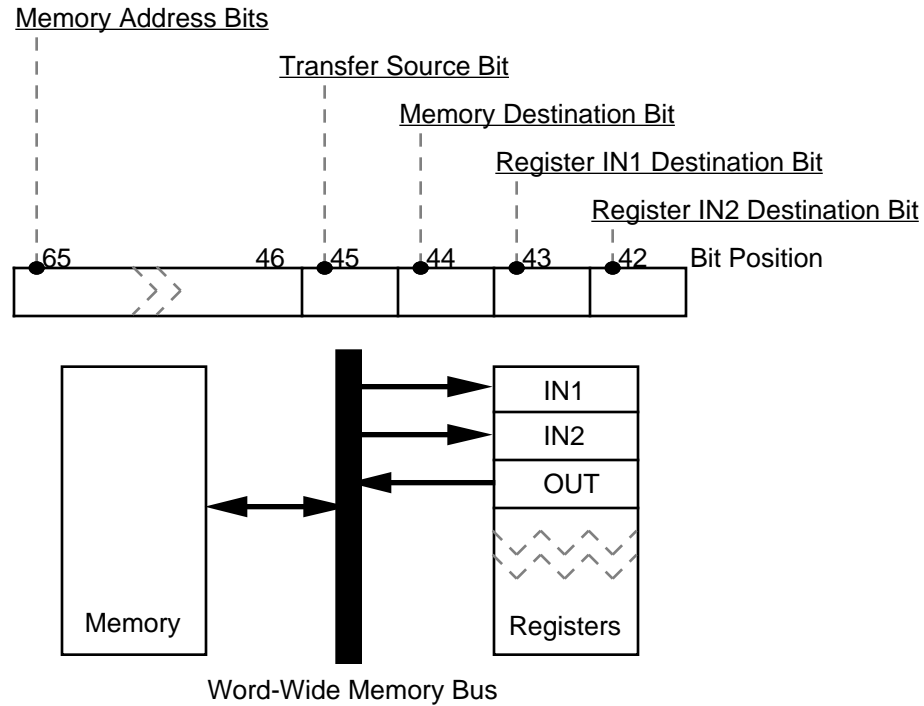 Memory Address Bits
Transfer Source Bit
Memory Destination Bit
Register IN1 Destination Bit
Register IN2 Destination Bit
65 46 45 44 43 42 Bit Position
IN1
IN2
OUT
Memory
Registers
Word-Wide Memory Bus